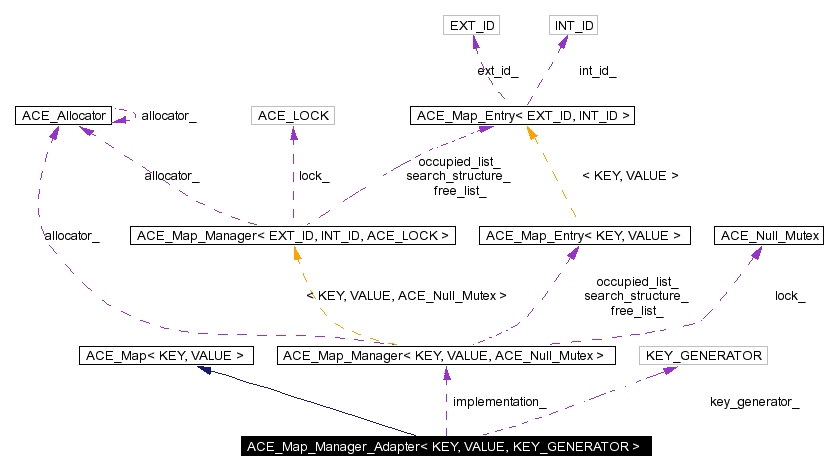 EXT_ID
INT_ID
ext_id_
int_id_
ACE_Allocator
allocator_
ACE_LOCK
ACE_Map_Entry< EXT_ID, INT_ID >
allocator_
lock_
occupied_list_
search_structure_
free_list_
< KEY, VALUE >
allocator_
ACE_Map_Manager< EXT_ID, INT_ID, ACE_LOCK >
ACE_Map_Entry< KEY, VALUE >
ACE_Null_Mutex
< KEY, VALUE, ACE_Null_Mutex >
occupied_list_
search_structure_
free_list_
lock_
ACE_Map< KEY, VALUE >
ACE_Map_Manager< KEY, VALUE, ACE_Null_Mutex >
KEY_GENERATOR
implementation_
key_generator_
ACE_Map_Manager_Adapter< KEY, VALUE, KEY_GENERATOR >